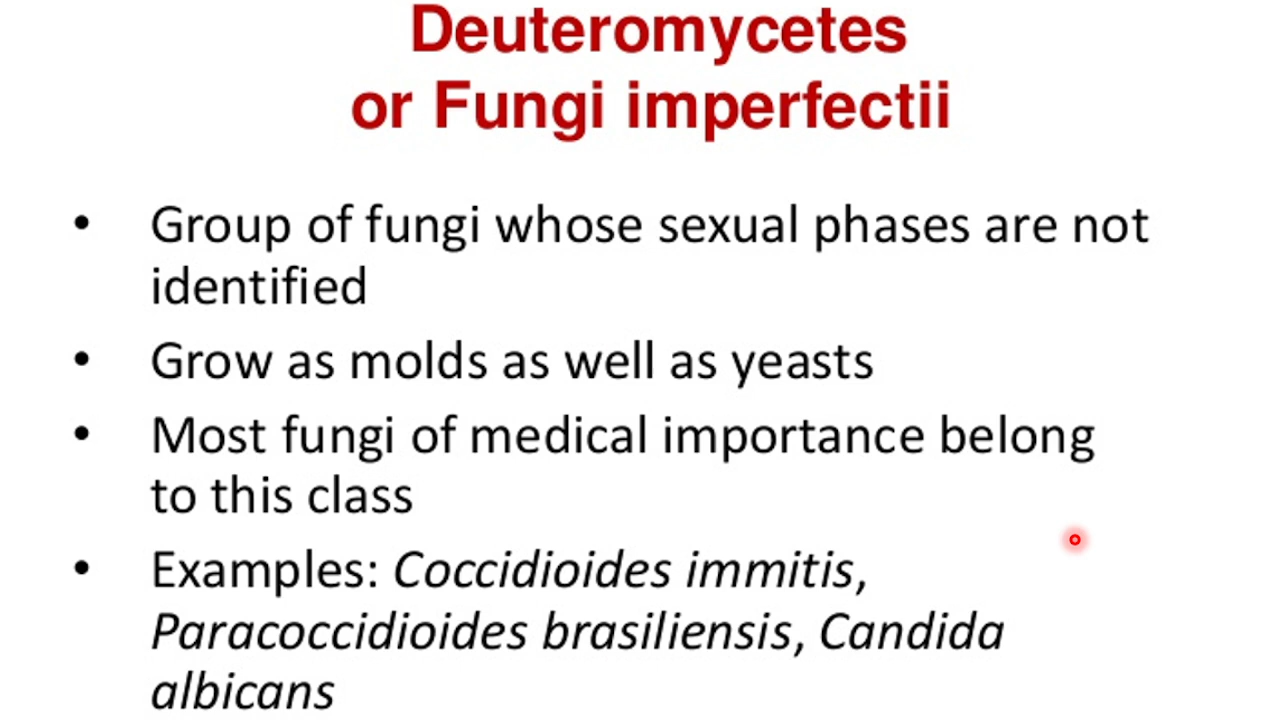 Deuteromycetes
or Fungi imperfectii
• Group of fungi whose sexual phases are not
identified
• Grow as molds as well as yeasts
• Most fungi of medical importance belong
to this class
• Examples: Coccidioides immitis,
Paracoccidioides brasiliensis, Candida
albicans